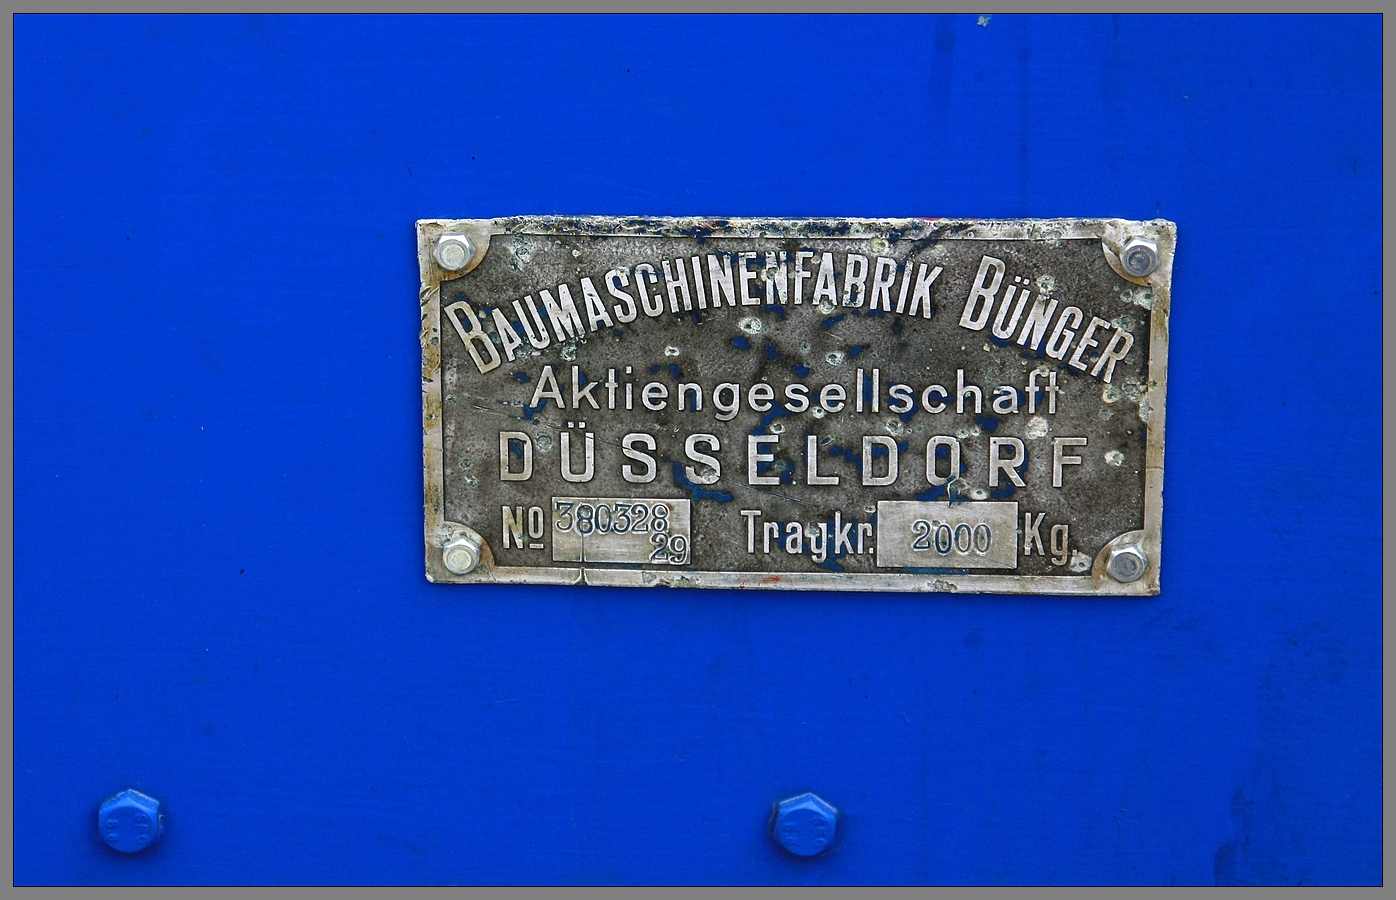 BAUMASCHINENFABRIK BÜNGER
Aktiengesellschaft
DÜSSELDORF
No 380328 Tragkr. 2000 Kg.
29